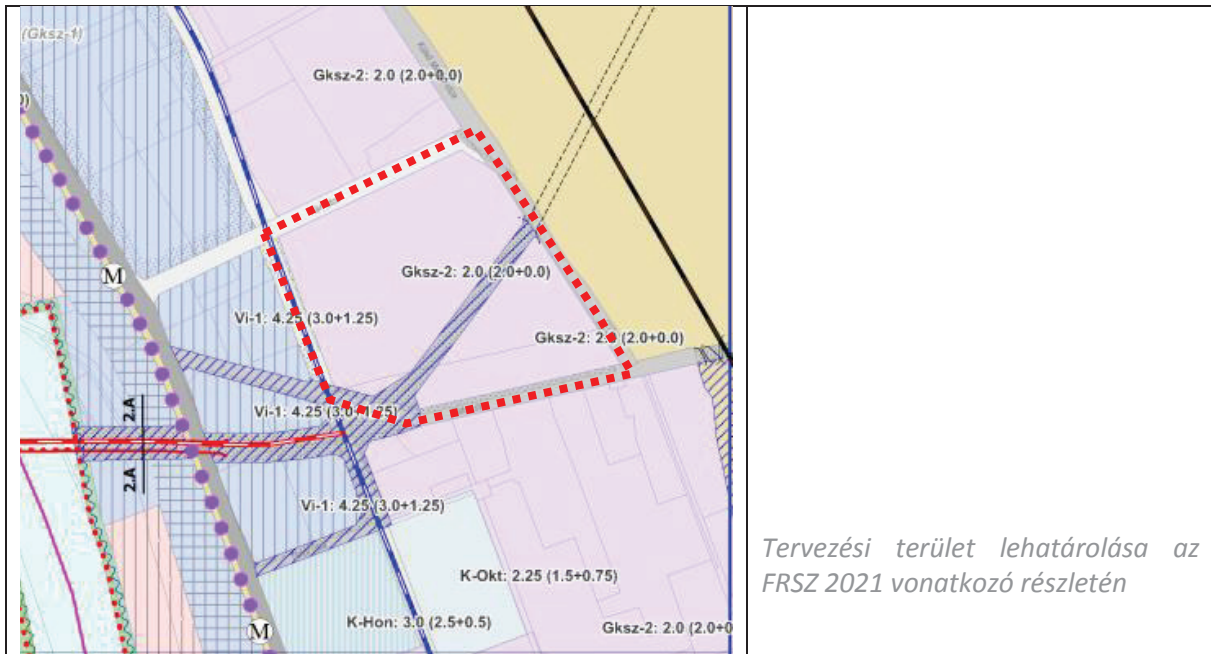 (Gksz-1)
Gksz-2: 2.0 (2.0+0,0)
Gksz-2: 2.0 (2.0+0.0)
M
Vi-1: 4.25 (3.0+1.25)
Gksz-2: 2.0 (2.0+0.0)
Vi-1: 4.25 (3.0+1.25)
2.A
2.A
Vi-1: 4.25 (3.0+1.25)
K-Okt: 2.25 (1.5+0.75)
K-Hon: 3.0 (2.5+0.5)
M
Gksz-2: 2.0 (2.0+0
Tervezési terület lehatárolása az
FRSZ 2021 vonatkozó részletén